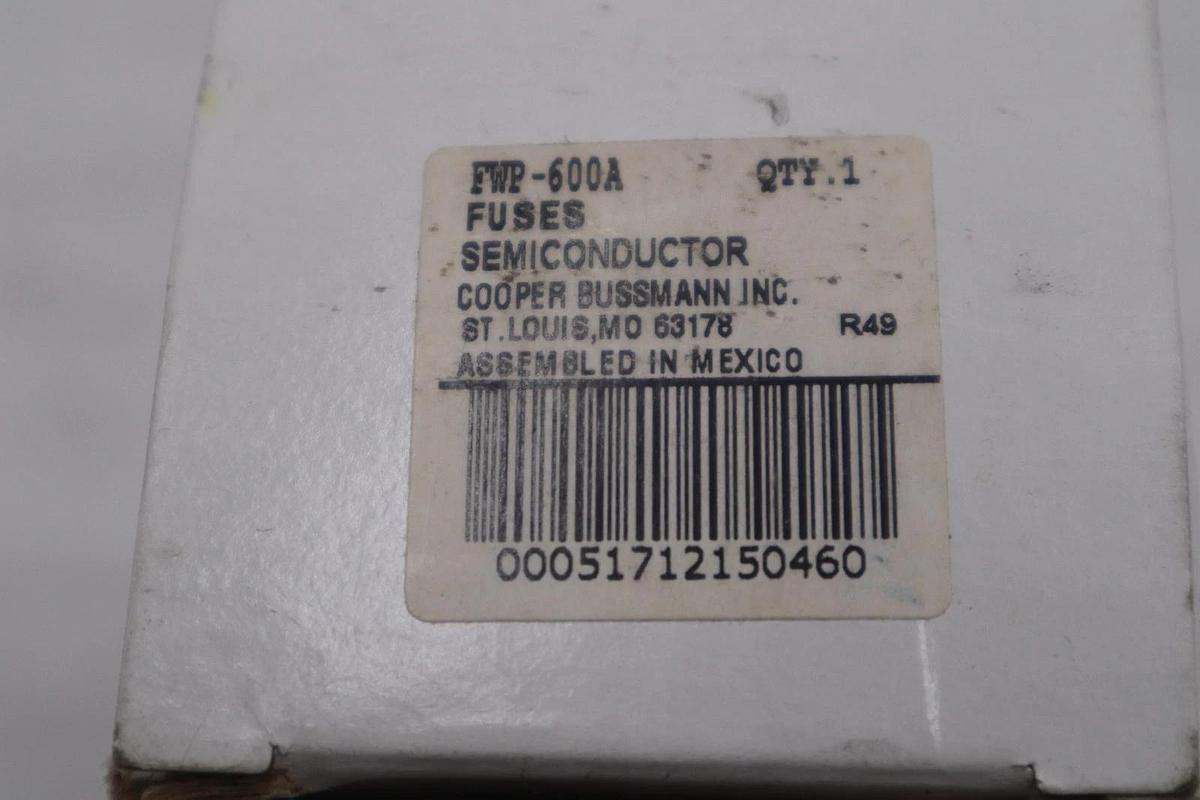 FWP-600A QTY.1
FUSES
SEMICONDUCTOR
COOPER BUSSMANN INC.
ST.LOUIS,MO 63178 R49
ASSEMBLED IN MEXICO
00051712150460